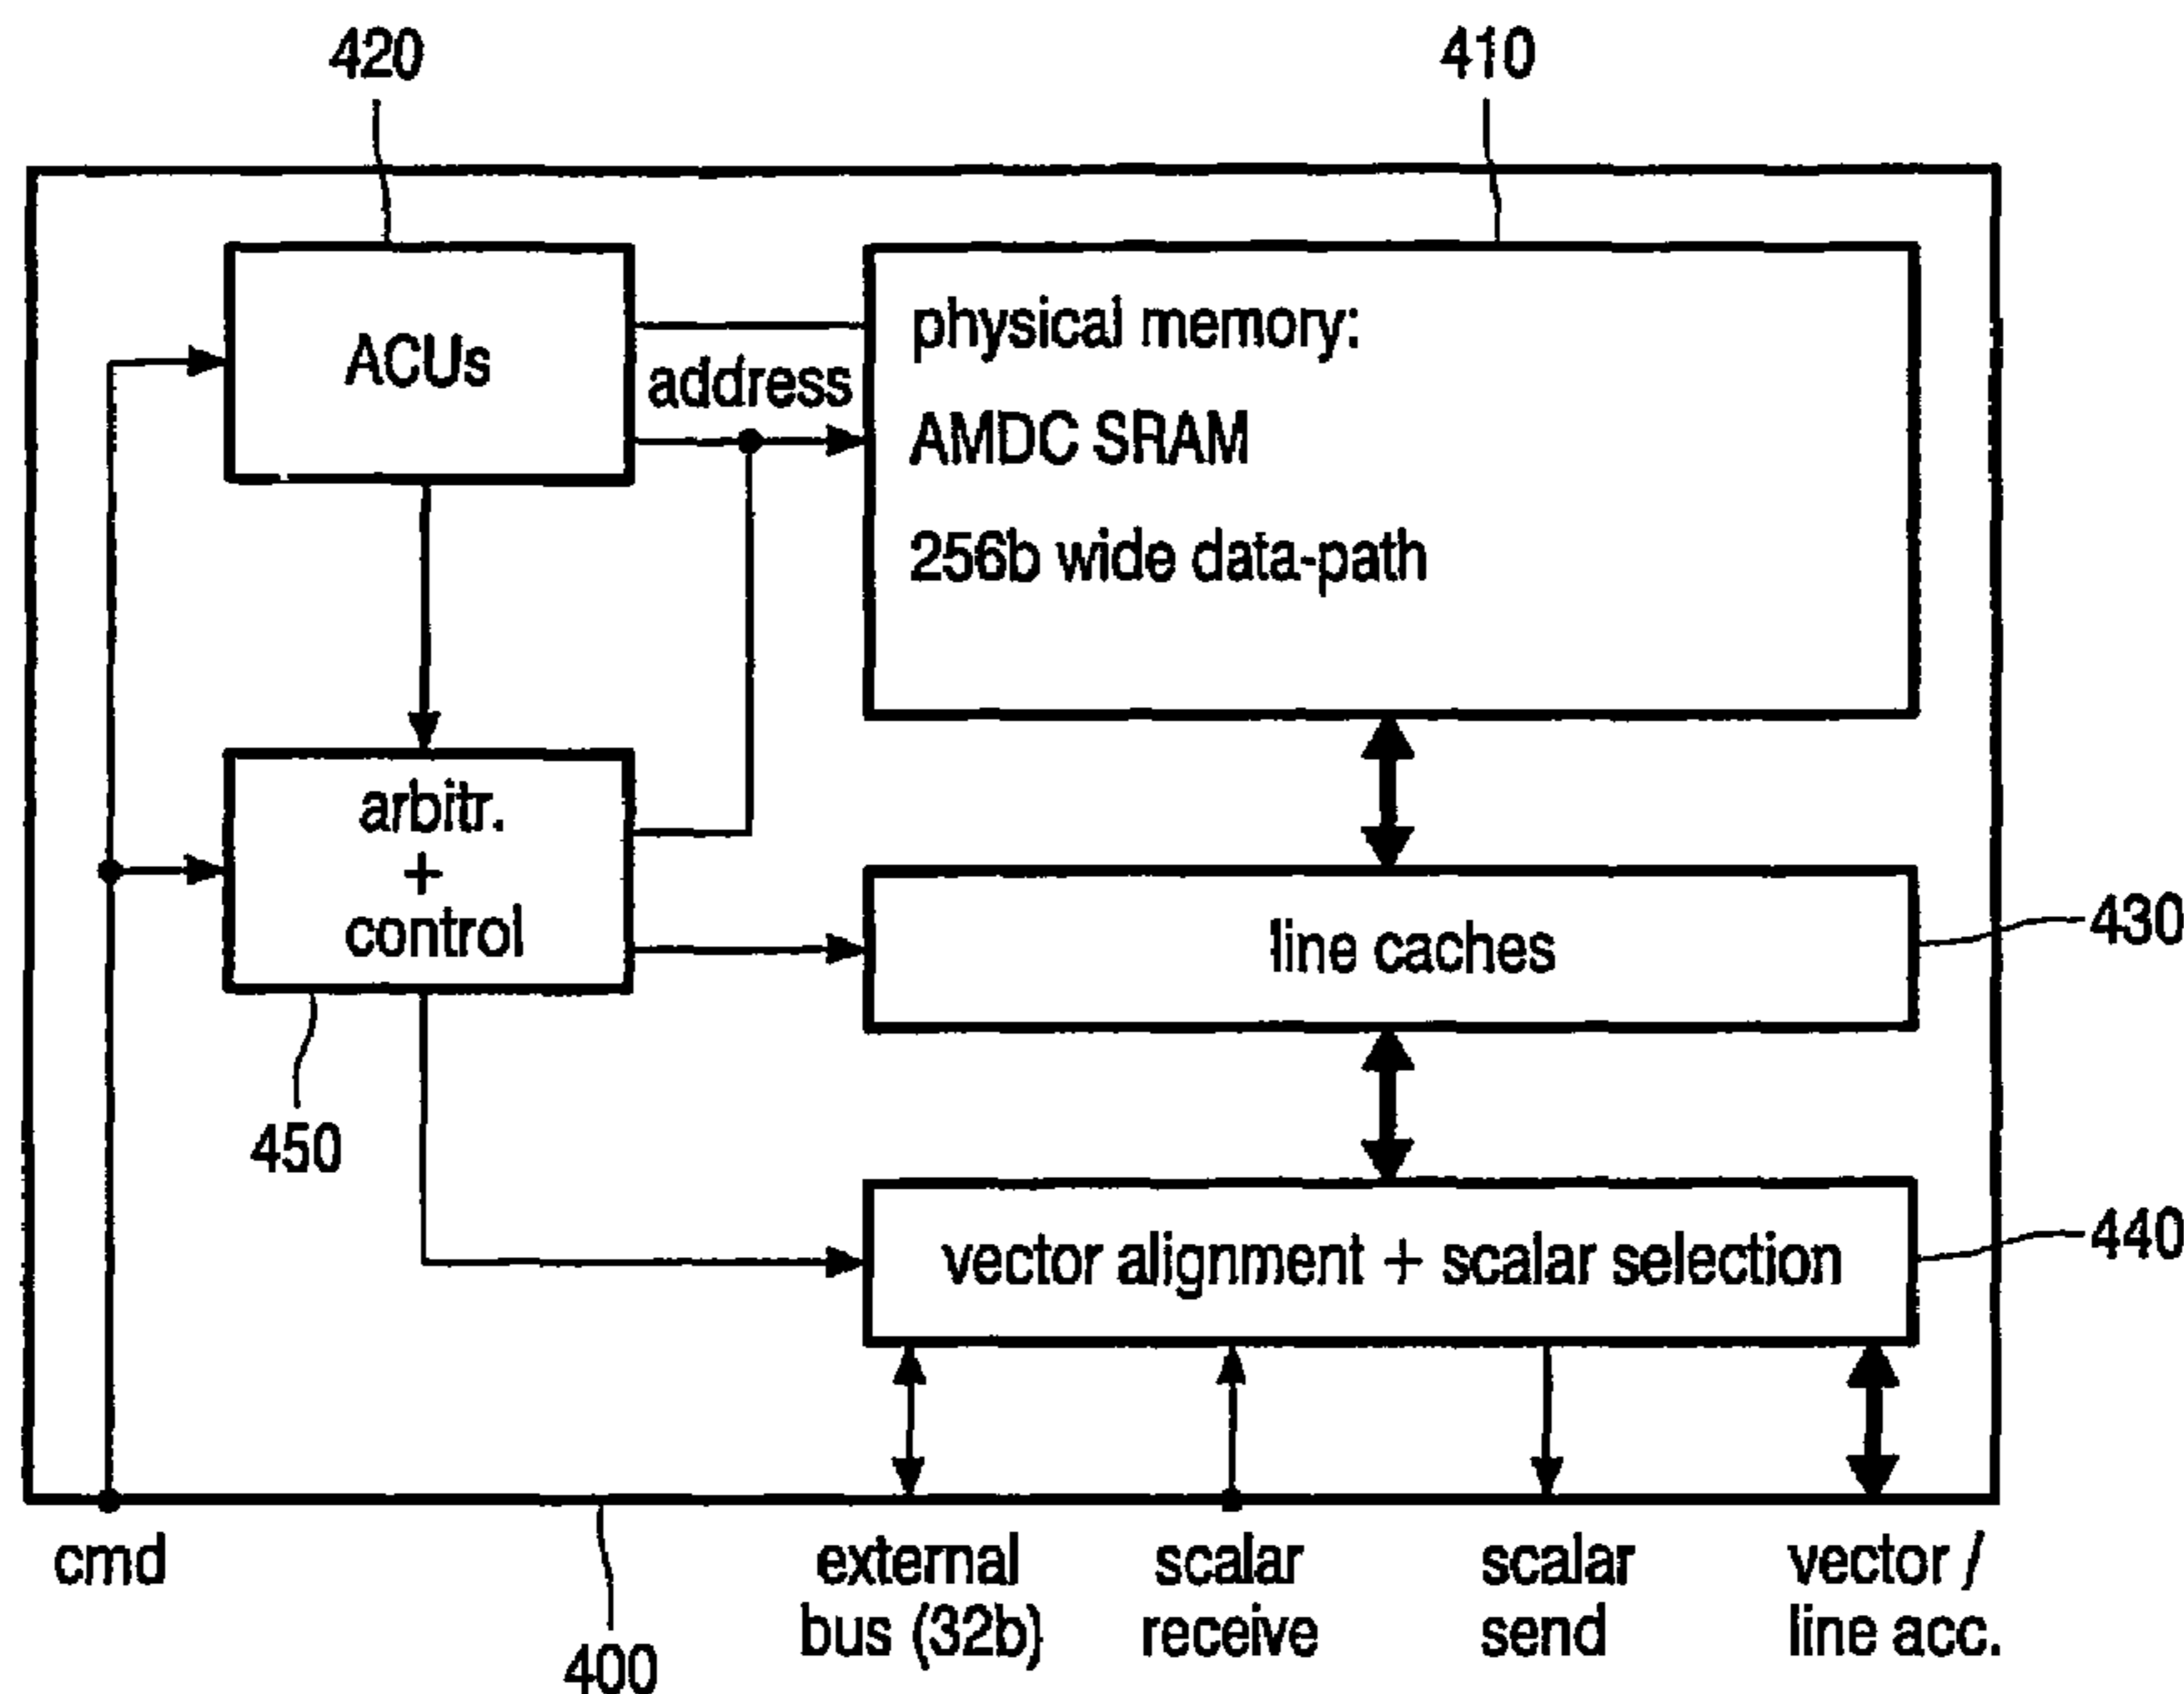 420
410
ACUs
address
physical memory:
AMDC SRAM
256b wide data-path
arbitr.
+
control
450
line caches
430
vector alignment + scalar selection
440
cmd
400
external
bus (32b)
scalar
receive
scalar
send
vector /
line acc.